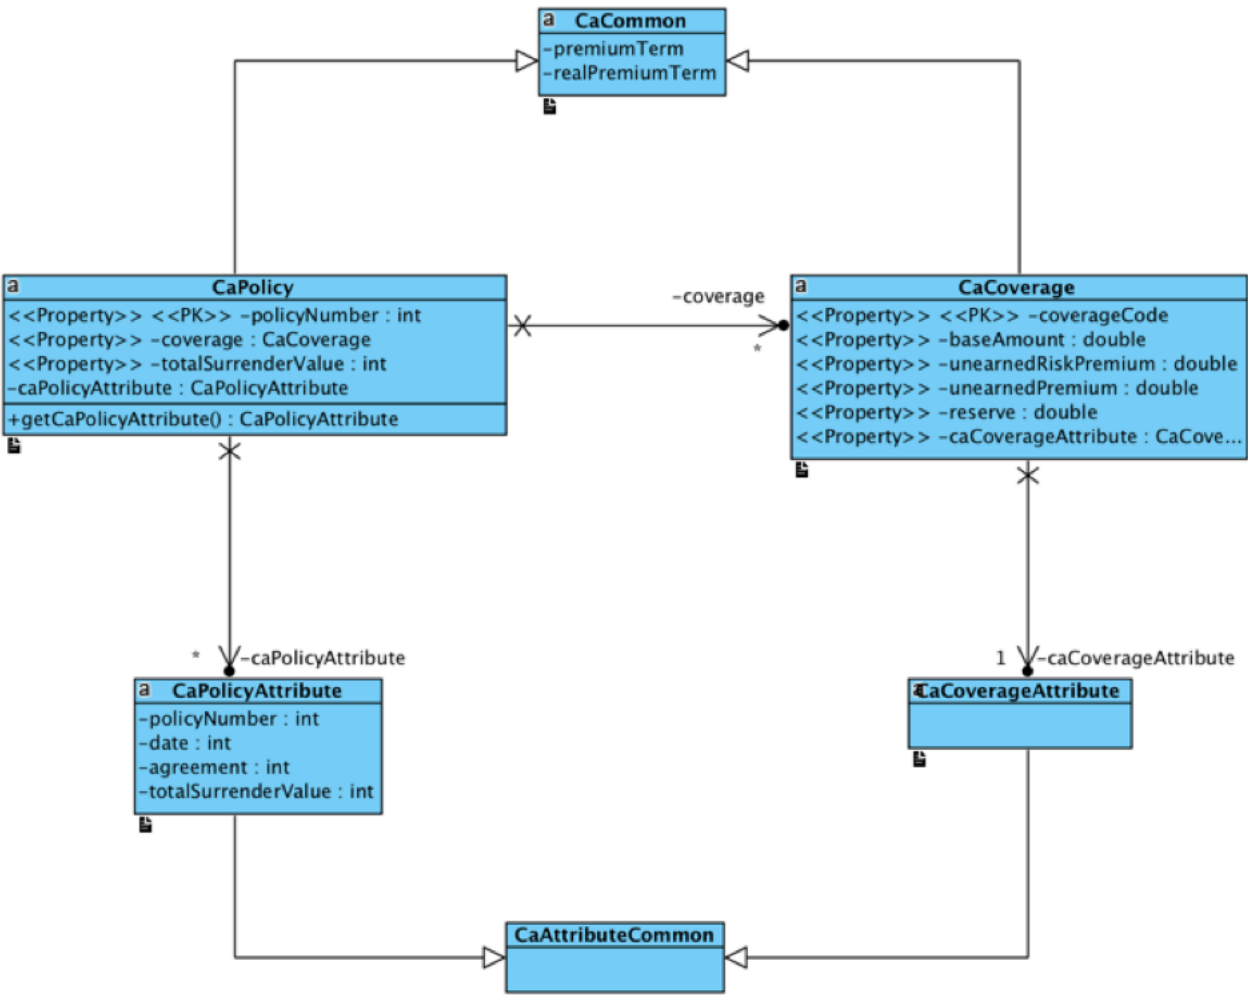 a CaCommon
-premiumTerm
-realPremiumTerm
a CaPolicy
<<Property>> <<PK>> -policyNumber : int
<<Property>> -coverage : CaCoverage
<<Property>> -totalSurrenderValue : int
-caPolicyAttribute : CaPolicyAttribute
+getCaPolicyAttribute() : CaPolicyAttribute
-coverage
*
a CaCoverage
<<Property>> <<PK>> -coverageCode
<<Property>> -baseAmount : double
<<Property>> -unearnedRiskPremium : double
<<Property>> -unearnedPremium : double
<<Property>> -reserve : double
<<Property>> -caCoverageAttribute : CaCove...
* -caPolicyAttribute
a CaPolicyAttribute
-policyNumber : int
-date : int
-agreement : int
-totalSurrenderValue : int
1 -caCoverageAttribute
a CaCoverageAttribute
CaAttributeCommon